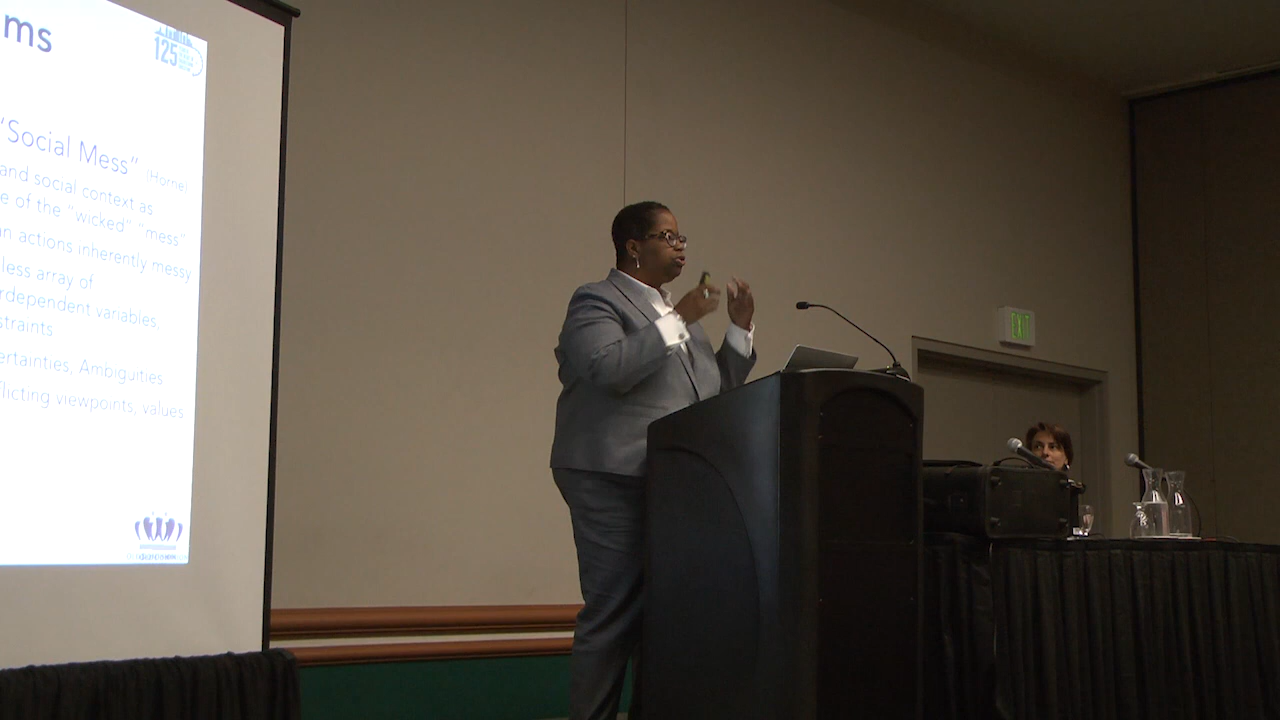 ms
125
"Social Mess" (Horne)
and social context as
e of the "wicked" "mess"
n actions inherently messy
less array of
rdependent variables,
straints
ertainties, Ambiguities
flicting viewpoints, values
EXIT